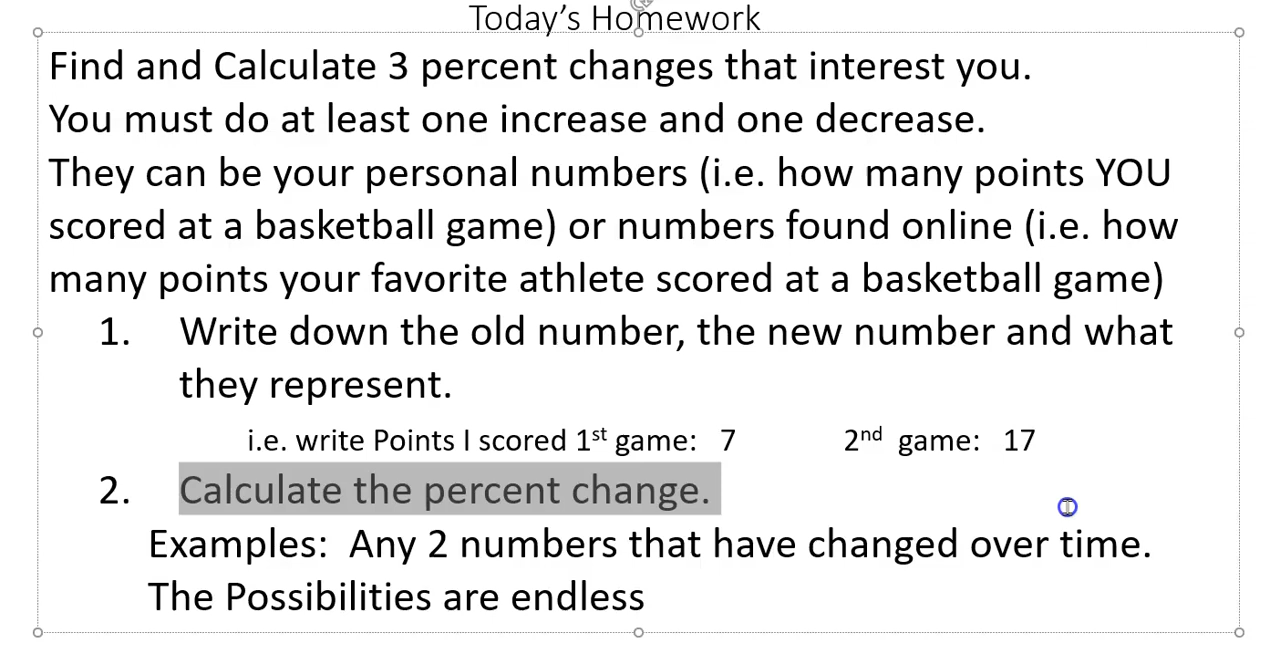 Today’s Homework
Find and Calculate 3 percent changes that interest you.
You must do at least one increase and one decrease.
They can be your personal numbers (i.e. how many points YOU
scored at a basketball game) or numbers found online (i.e. how
many points your favorite athlete scored at a basketball game)
1. Write down the old number, the new number and what
they represent.
i.e. write Points I scored 1st game: 7 2nd game: 17
2. Calculate the percent change.
Examples: Any 2 numbers that have changed over time.
The Possibilities are endless